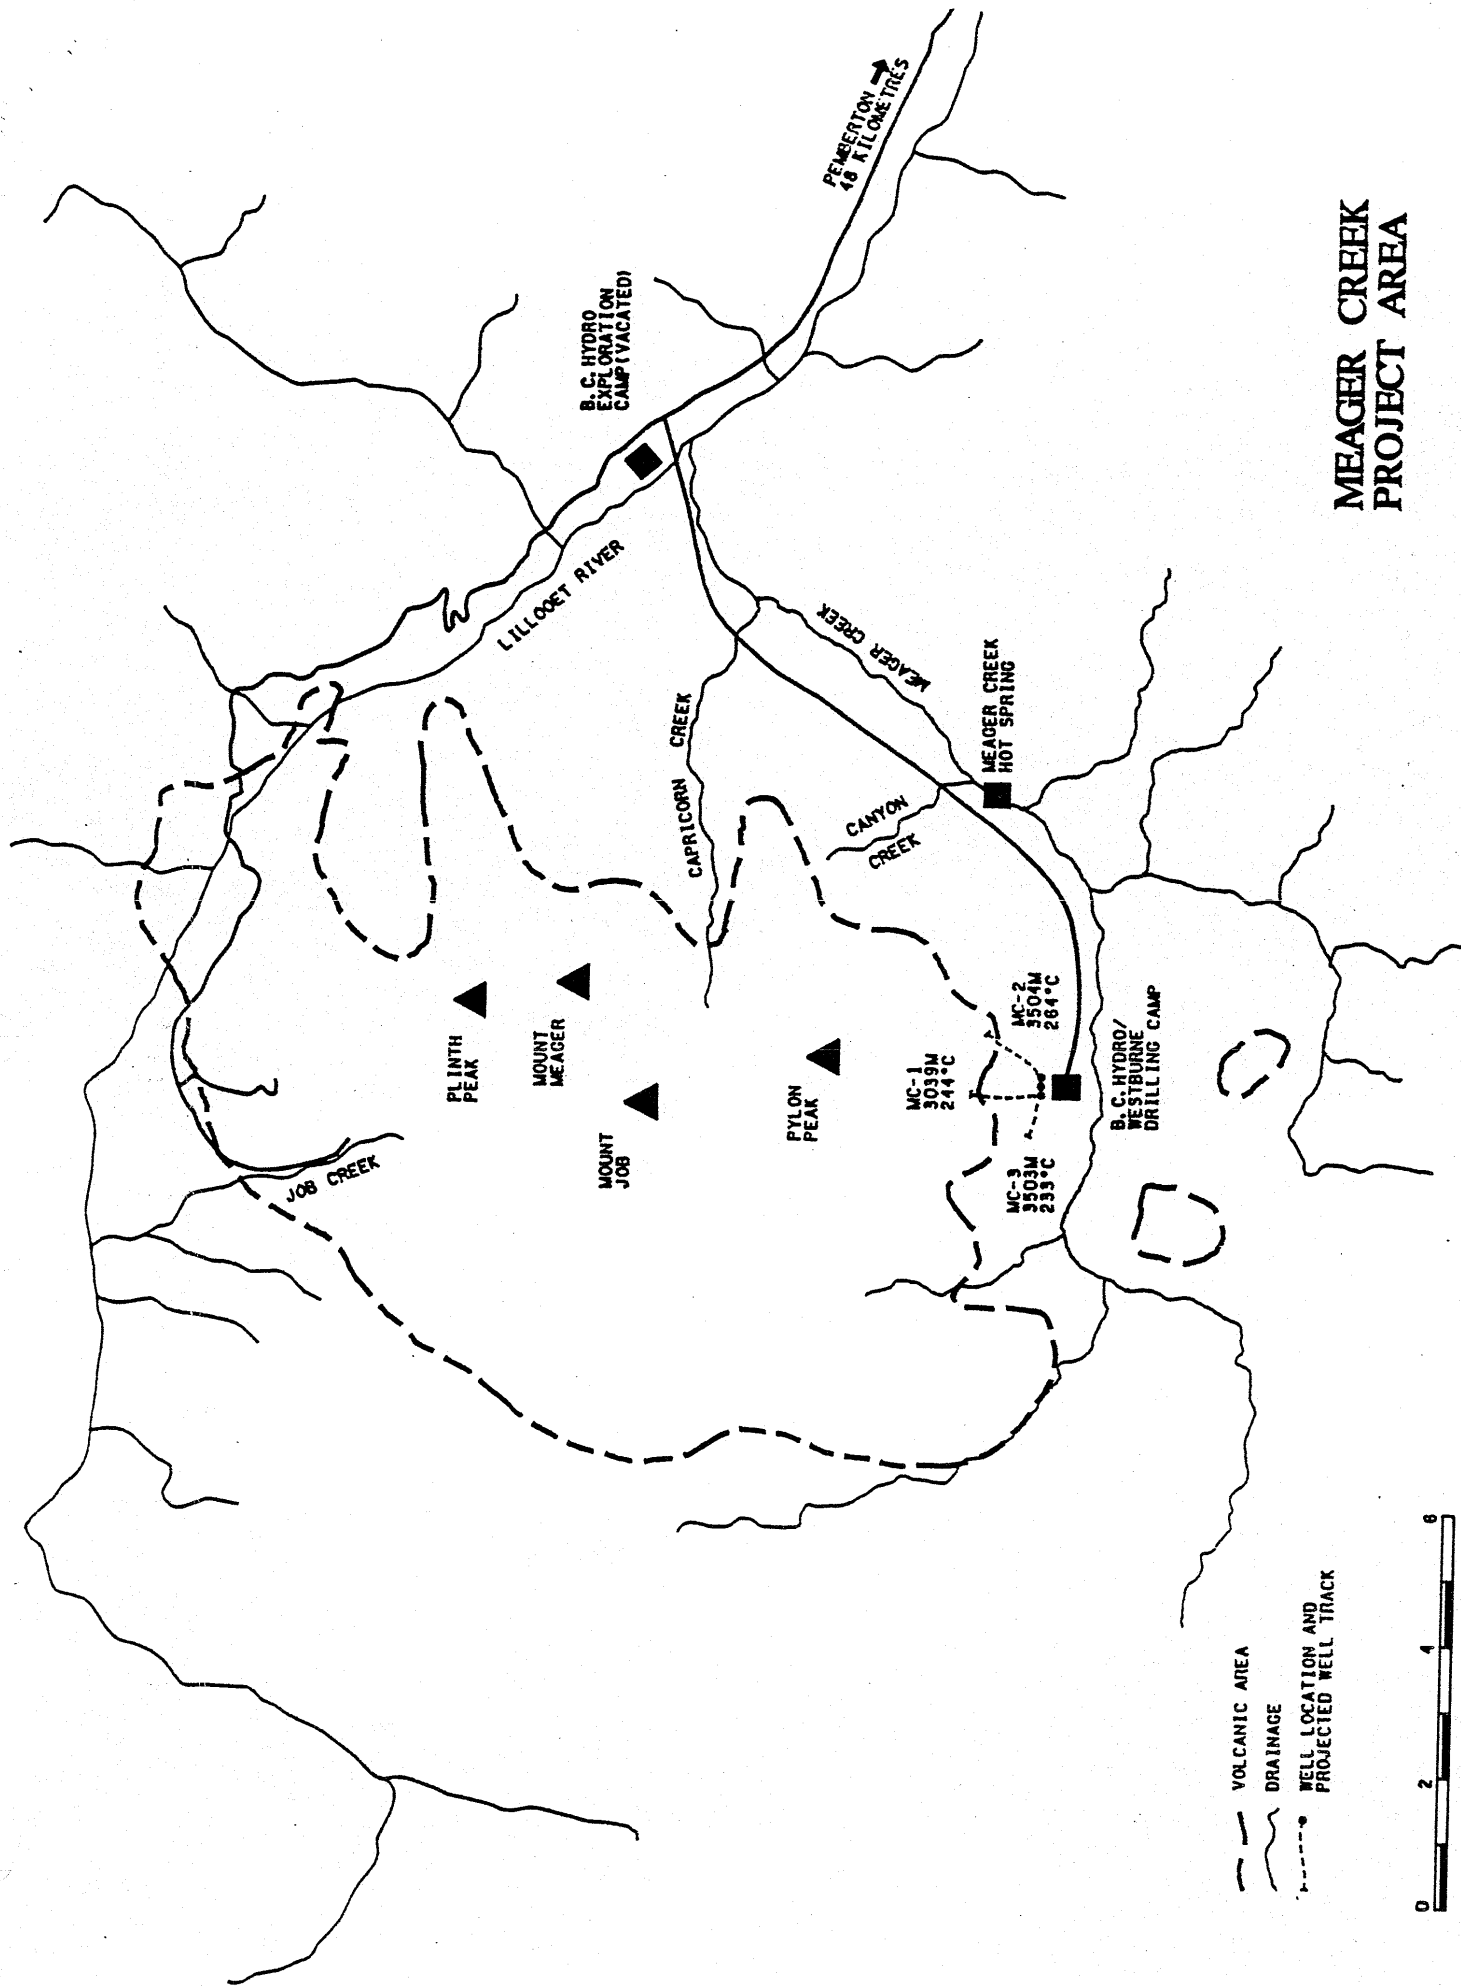 PEMBERTON
48 KILOMETRES
B.C. HYDRO
EXPLORATION
CAMP (VACATED)
LILLOOET RIVER
JOB CREEK
PLINTH
PEAK
MOUNT
MEAGER
MOUNT
JOB
CAPRICORN CREEK
MEAGER CREEK
PYLON
PEAK
CANYON
CREEK
MEAGER CREEK
HOT SPRING
MC-1
3039M
244°C
MC-2
3504M
264°C
MC-3
3503M
233°C
B.C. HYDRO/
WESTBURNE
DRILLING CAMP
VOLCANIC AREA
DRAINAGE
WELL LOCATION AND
PROJECTED WELL TRACK
0 2 4 6
MEAGER CREEK
PROJECT AREA